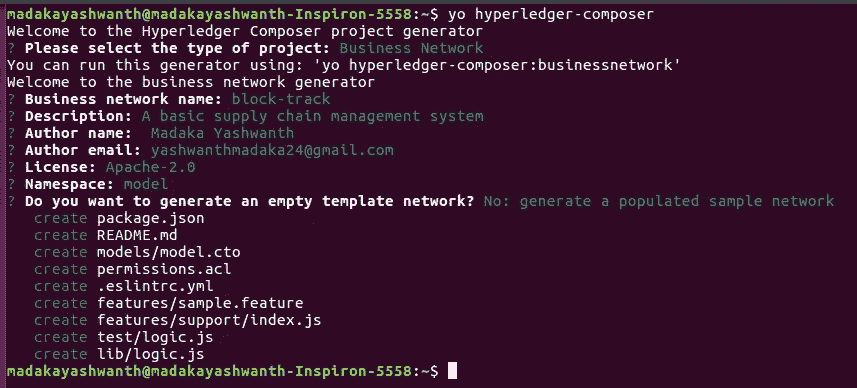 madakayashwanth@madakayashwanth-Inspiron-5558:~$ yo hyperledger-composer
Welcome to the Hyperledger Composer project generator
? Please select the type of project: Business Network
You can run this generator using: 'yo hyperledger-composer:businessnetwork'
Welcome to the business network generator
? Business network name: block-track
? Description: A basic supply chain management system
? Author name:  Madaka Yashwanth
? Author email: yashwanthmadaka24@gmail.com
? License: Apache-2.0
? Namespace: model
? Do you want to generate an empty template network? No: generate a populated sample network
   create package.json
   create README.md
   create models/model.cto
   create permissions.acl
   create .eslintrc.yml
   create features/sample.feature
   create features/support/index.js
   create test/logic.js
   create lib/logic.js
madakayashwanth@madakayashwanth-Inspiron-5558:~$